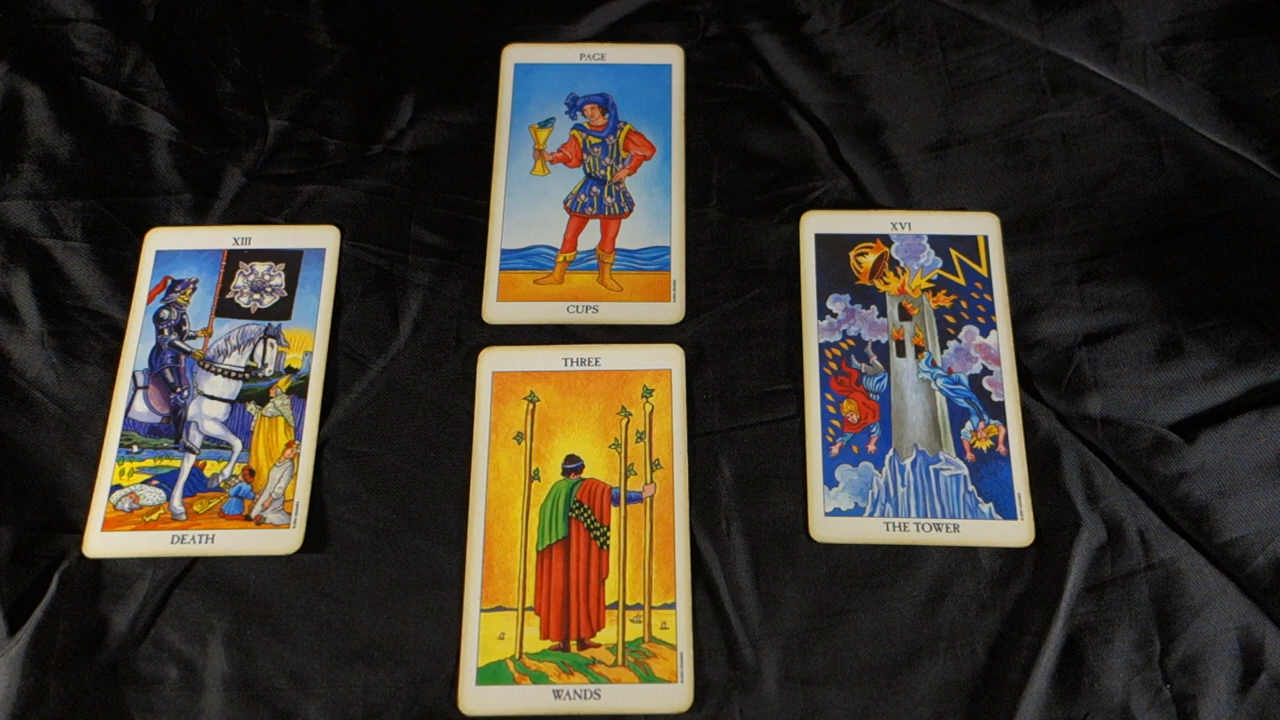 PAGE
CUPS
XIII
DEATH
THREE
WANDS
XVI
THE TOWER